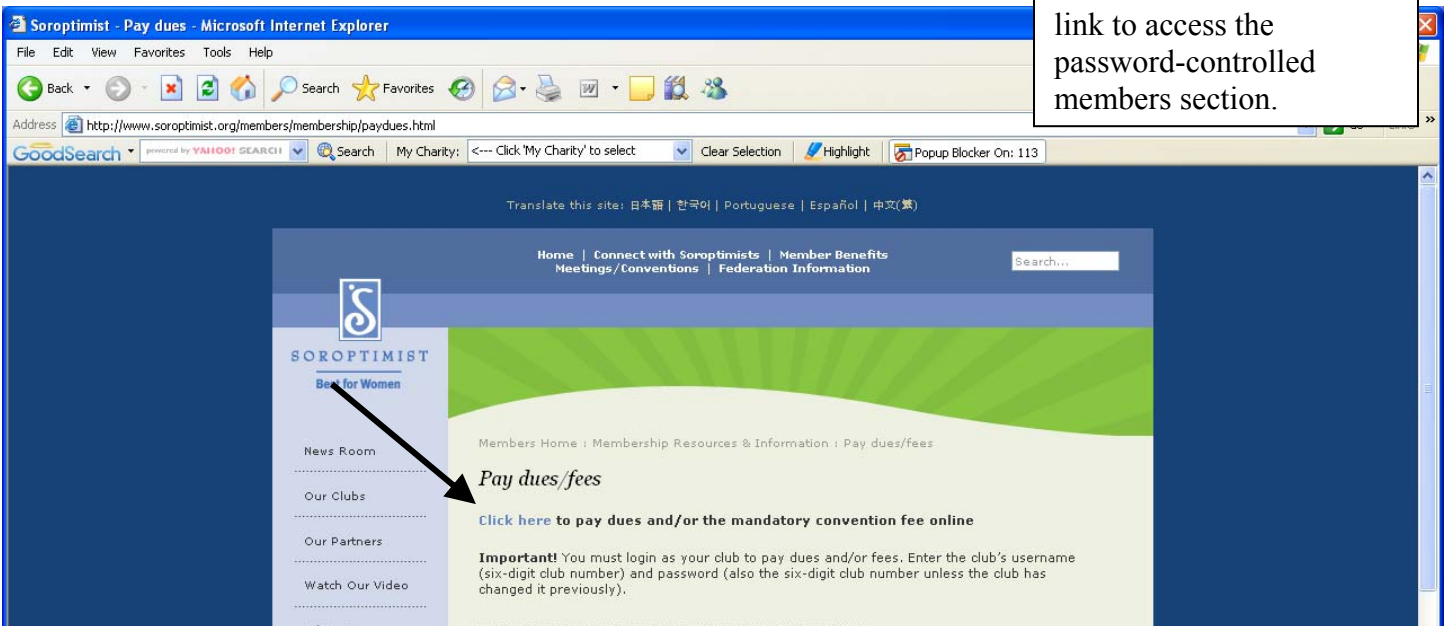 link to access the
password-controlled
members section.
Soroptimist - Pay dues - Microsoft Internet Explorer
File Edit View Favorites Tools Help
Back Search Favorites
Address http://www.soroptimist.org/members/membership/paydues.html
GoodSearch powered by YAHOO! SEARCH Search My Charity: <--- Click 'My Charity' to select Clear Selection Highlight Popup Blocker On: 113
Translate this site: 日本語 | 한국어 | Portuguese | Español | 中文(繁)
Home | Connect with Soroptimists | Member Benefits
Meetings/Conventions | Federation Information
Search...
S
SOROPTIMIST
Best for Women
News Room
Our Clubs
Our Partners
Watch Our Video
Members Home : Membership Resources & Information : Pay dues/fees
Pay dues/fees
Click here to pay dues and/or the mandatory convention fee online
Important! You must login as your club to pay dues and/or fees. Enter the club's username
(six-digit club number) and password (also the six-digit club number unless the club has
changed it previously).